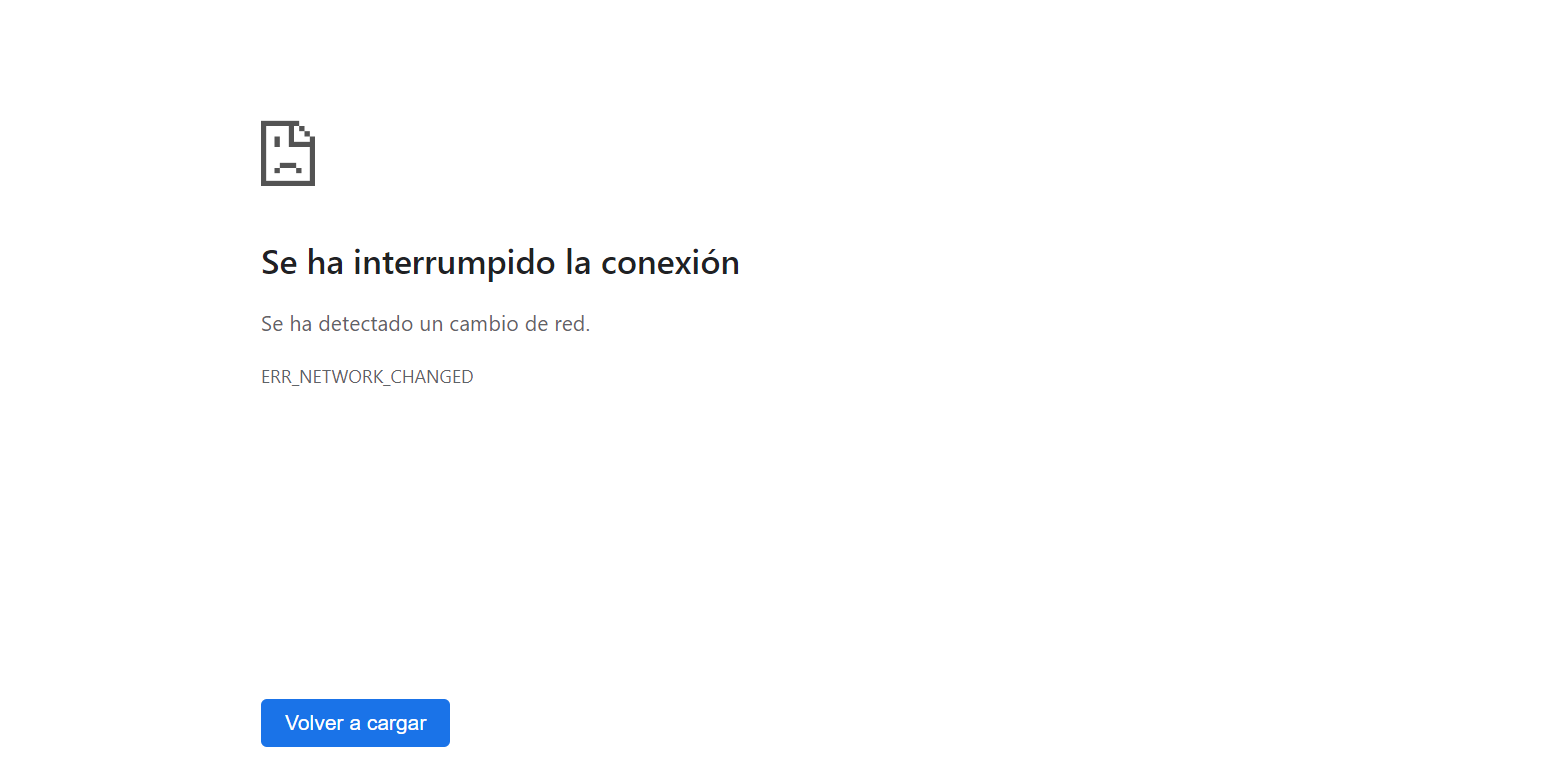 Se ha interrumpido la conexión
Se ha detectado un cambio de red.
ERR_NETWORK_CHANGED
Volver a cargar